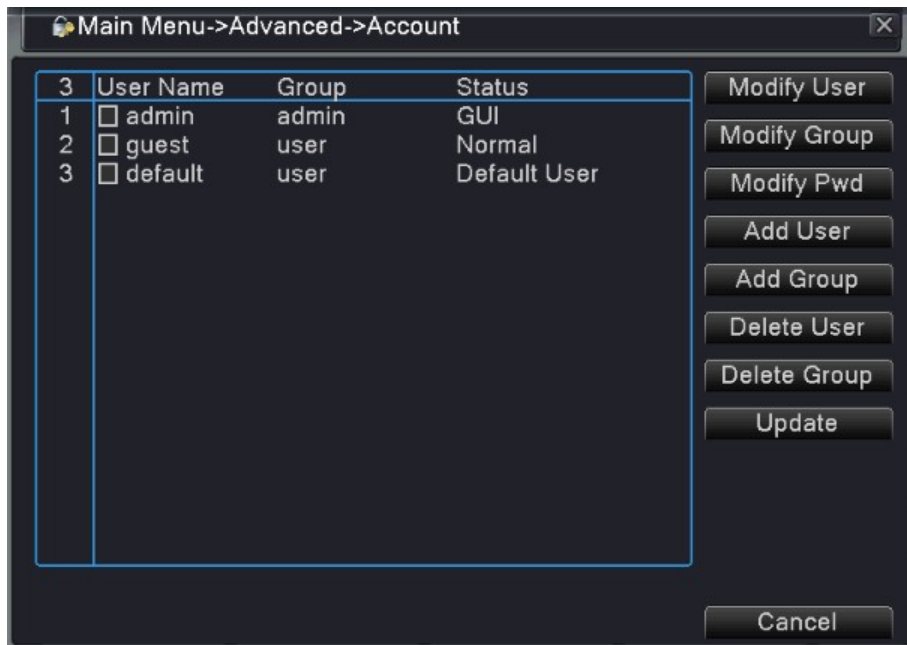 Main Menu->Advanced->Account
3 User Name Group Status
1 admin admin GUI
2 guest user Normal
3 default user Default User
Modify User
Modify Group
Modify Pwd
Add User
Add Group
Delete User
Delete Group
Update
Cancel